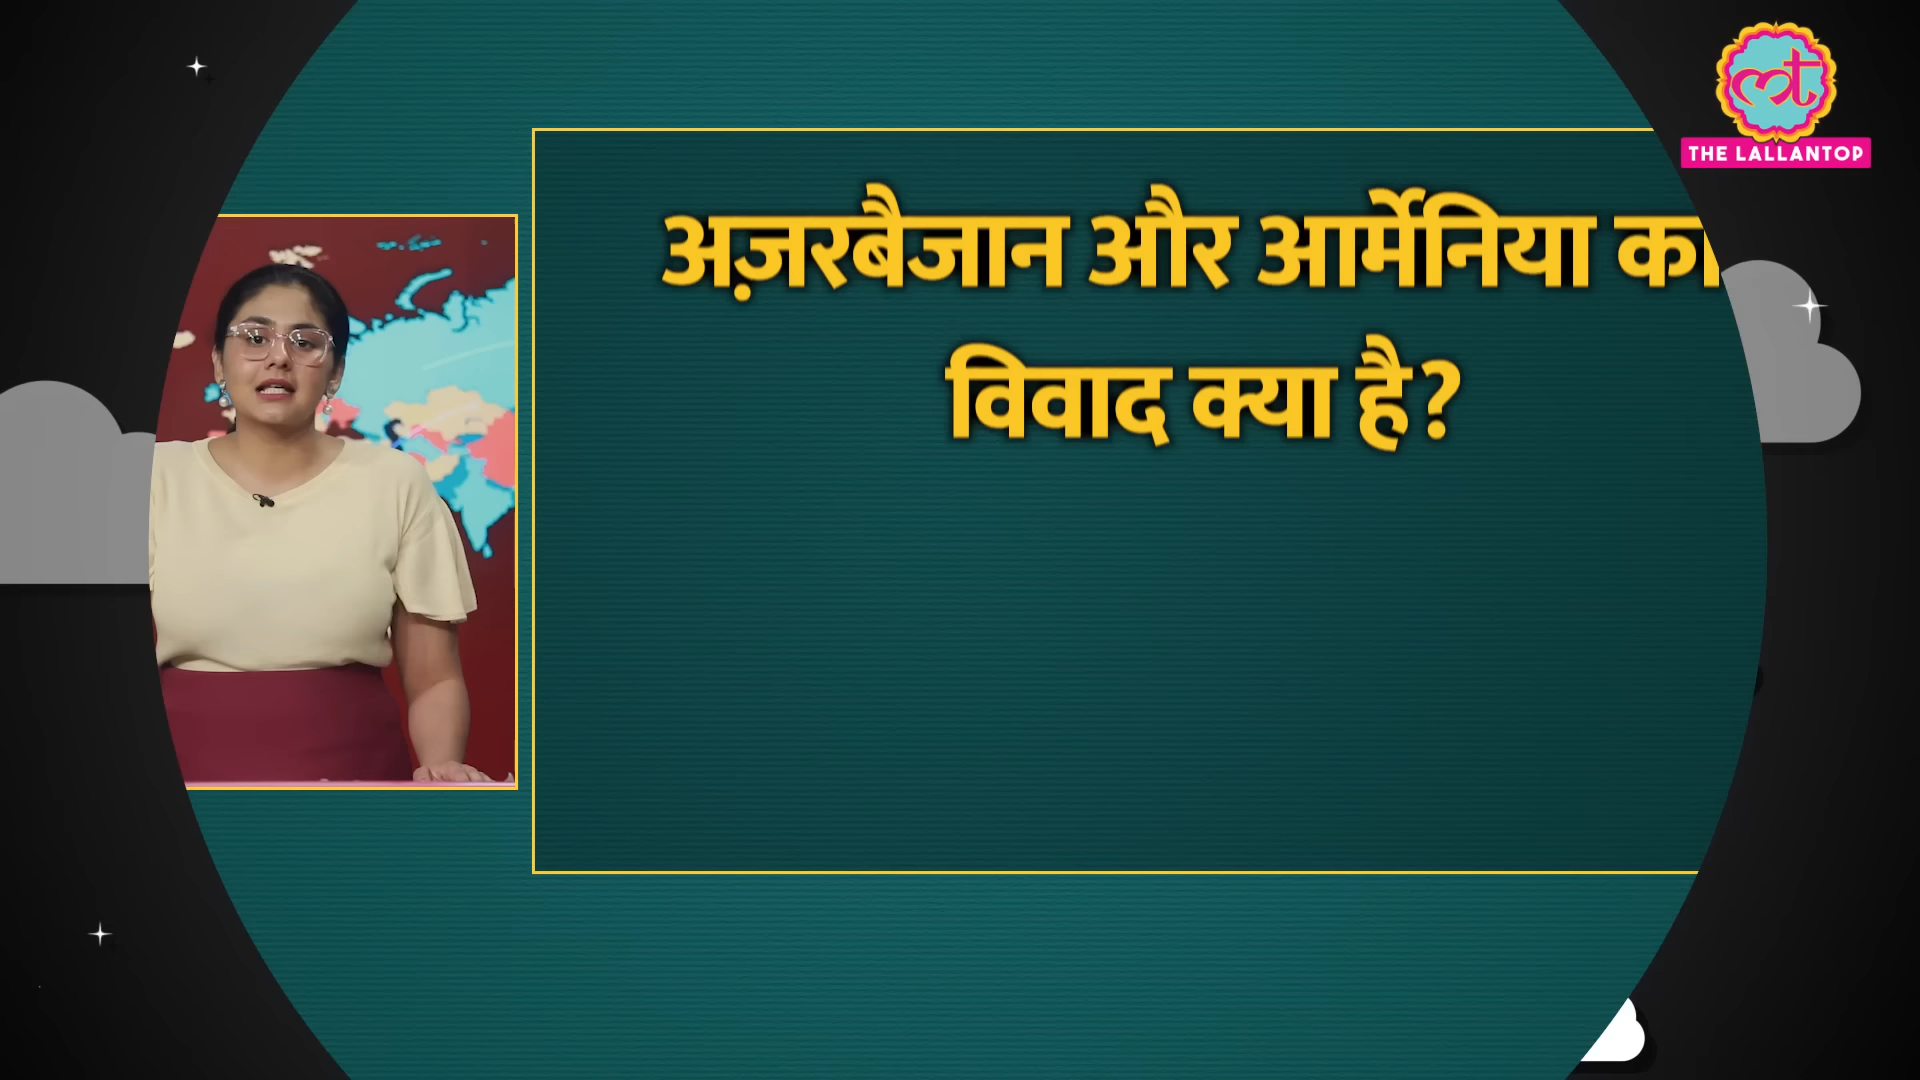 अज़रबैजान और आर्मेनिया का
विवाद क्या है?
THE LALLANTOP